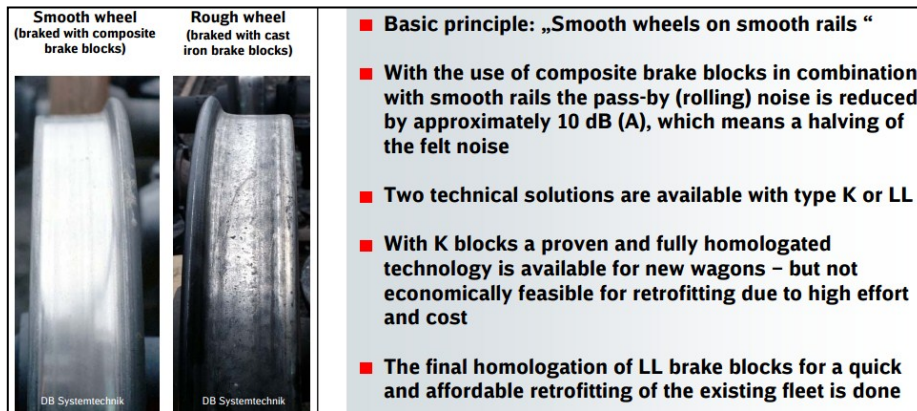 Smooth wheel
(braked with composite
brake blocks)
Rough wheel
(braked with cast
iron brake blocks)
DB Systemtechnik
DB Systemtechnik
Basic principle: „Smooth wheels on smooth rails “
With the use of composite brake blocks in combination
with smooth rails the pass-by (rolling) noise is reduced
by approximately 10 dB (A), which means a halving of
the felt noise
Two technical solutions are available with type K or LL
With K blocks a proven and fully homologated
technology is available for new wagons – but not
economically feasible for retrofitting due to high effort
and cost
The final homologation of LL brake blocks for a quick
and affordable retrofitting of the existing fleet is done